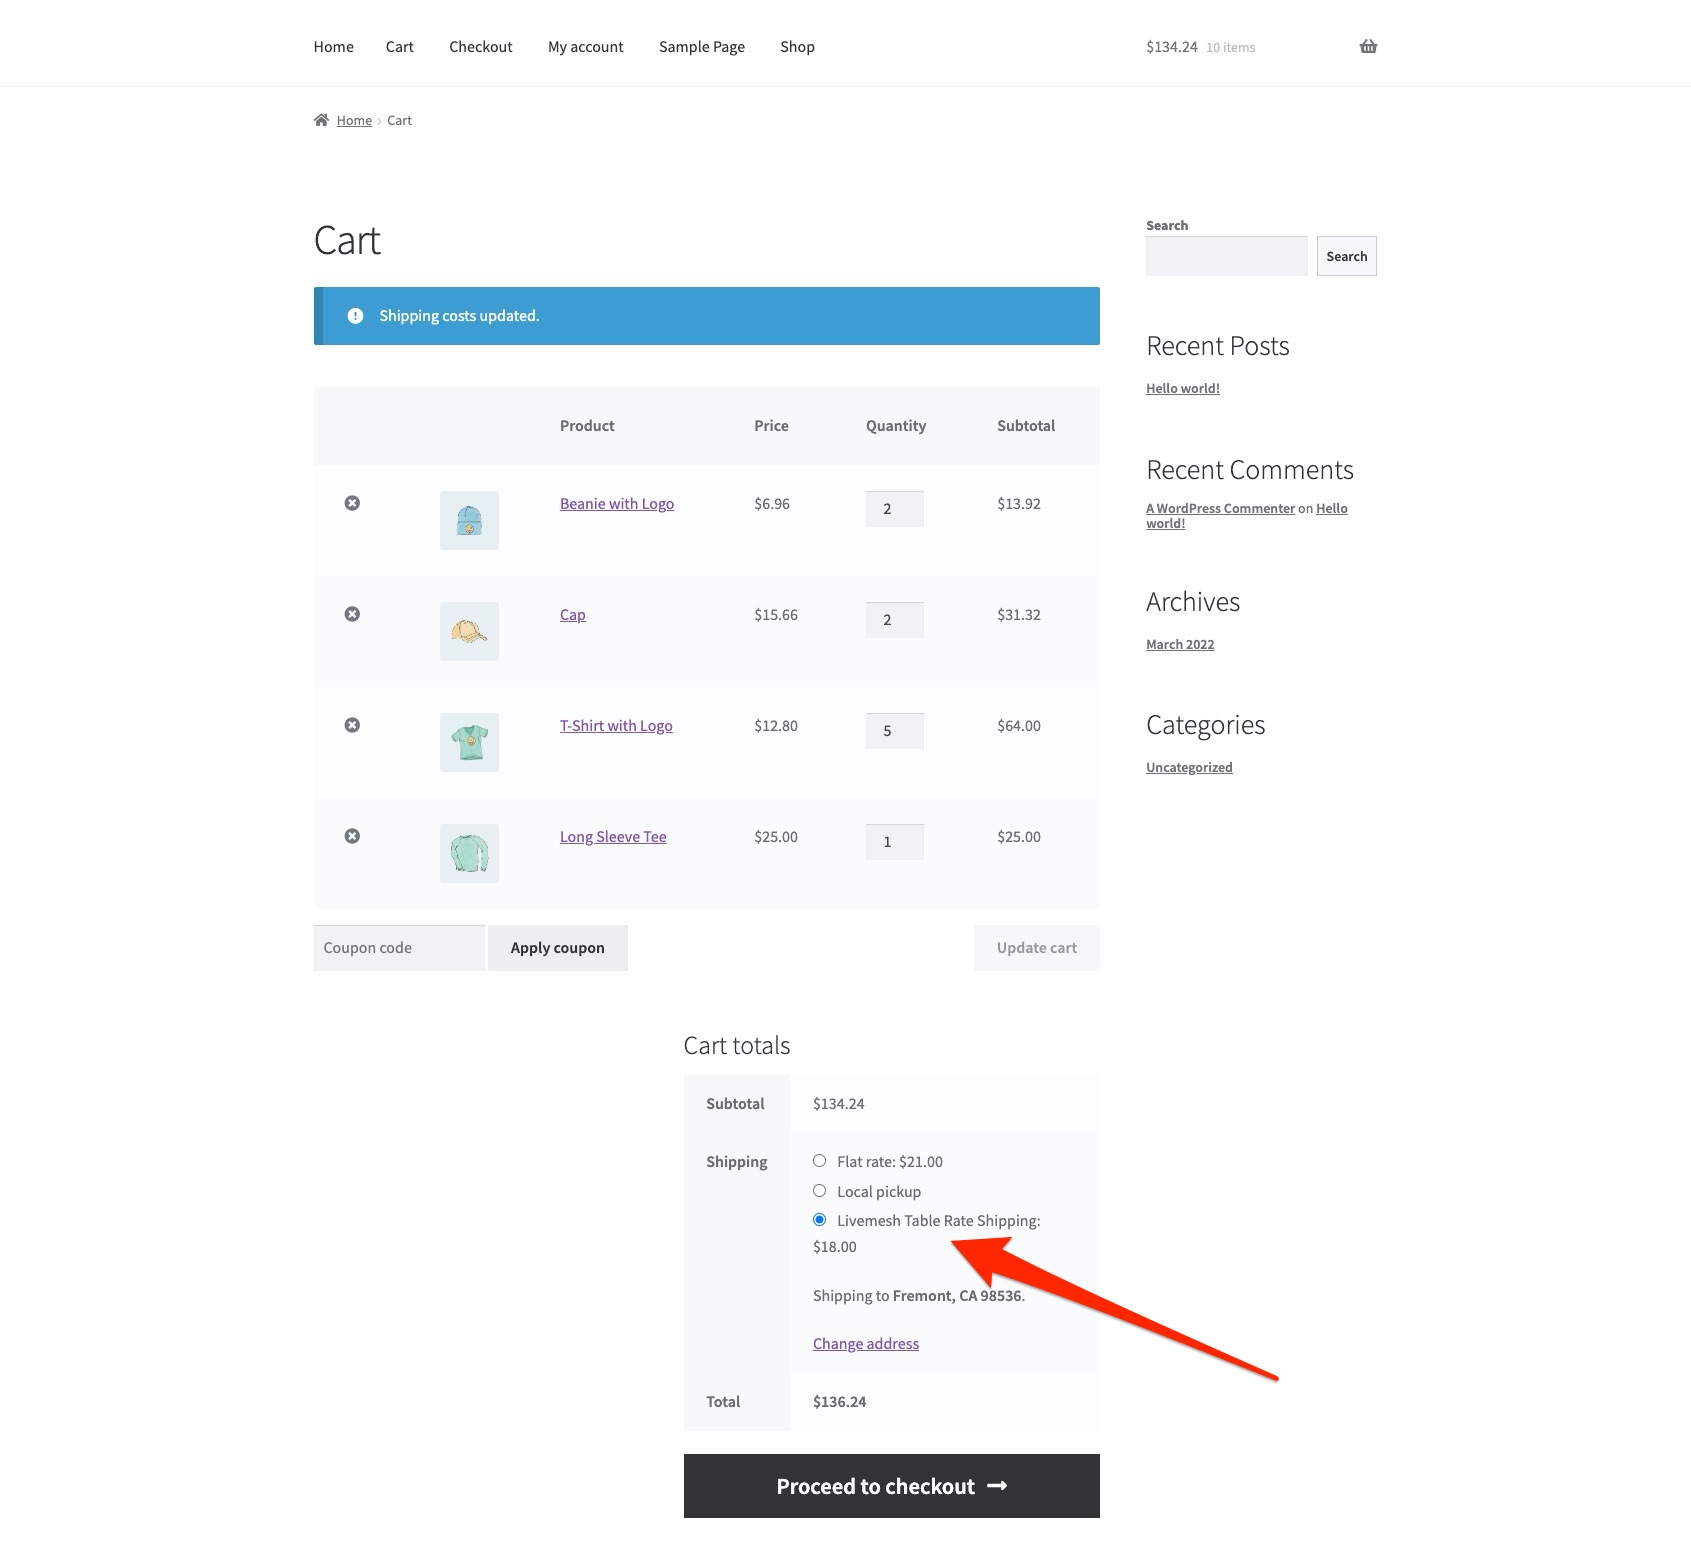 Home Cart Checkout My account Sample Page Shop $134.24 10 items
Home › Cart
Cart
Shipping costs updated.
Product Price Quantity Subtotal
Beanie with Logo $6.96 2 $13.92
Cap $15.66 2 $31.32
T-Shirt with Logo $12.80 5 $64.00
Long Sleeve Tee $25.00 1 $25.00
Coupon code Apply coupon Update cart
Cart totals
Subtotal $134.24
Shipping Flat rate: $21.00
Local pickup
Livemesh Table Rate Shipping:
$18.00
Shipping to Fremont, CA 98536.
Change address
Total $136.24
Proceed to checkout
Search
Search
Recent Posts
Hello world!
Recent Comments
A WordPress Commenter on Hello
world!
Archives
March 2022
Categories
Uncategorized